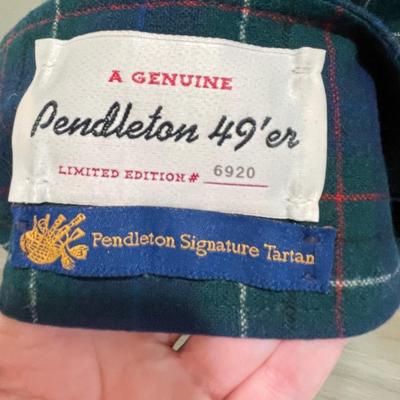 A GENUINE
Pendleton 49'er
LIMITED EDITION # 6920
Pendleton Signature Tartan